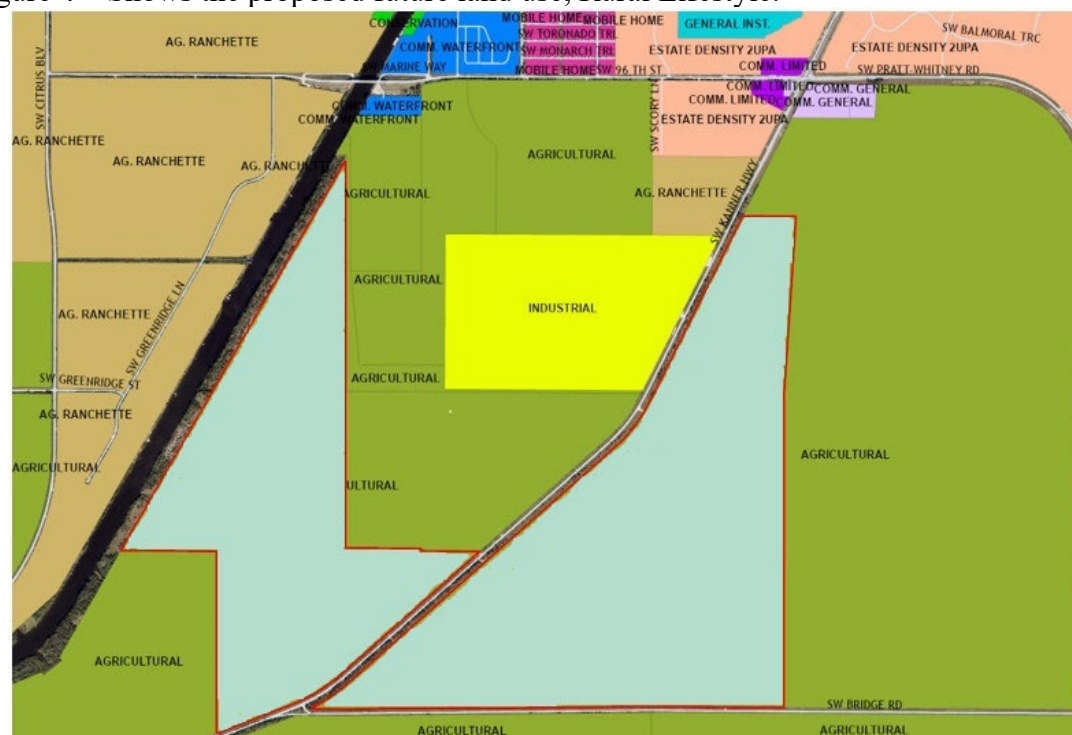 Shows the proposed future land use, Rural Lifestyle.
CONSERVATION
MOBILE HOME
MOBILE HOME
GENERAL INST.
SW BALMORAL TRC
AG. RANCHETTE
SW CITRUS BLV
COMM. WATERFRONT
SW TORONADO TRL
SW MONARCH TRL
ESTATE DENSITY 2UPA
ESTATE DENSITY 2UPA
SW MARINE WAY
MOBILE HOME
SW 96 TH ST
COMM. LIMITED
SW PRATT-WHITNEY RD
COMM. WATERFRONT
COMM. WATERFRONT
SW SCORY LN
COMM. LIMITED
COMM. LIMITED
COMM. GENERAL
COMM. GENERAL
ESTATE DENSITY 2UPA
AG. RANCHETTE
AG. RANCHETTE
AG. RANCHETTE
AGRICULTURAL
AGRICULTURAL
AG. RANCHETTE
SW KANNER HWY
AGRICULTURAL
INDUSTRIAL
AG. RANCHETTE
SW GREENRIDGE LN
SW GREENRIDGE ST
AGRICULTURAL
AG. RANCHETTE
AGRICULTURAL
AGRICULTURAL
ULTURAL
AGRICULTURAL
SW BRIDGE RD
AGRICULTURAL
AGRICULTURAL